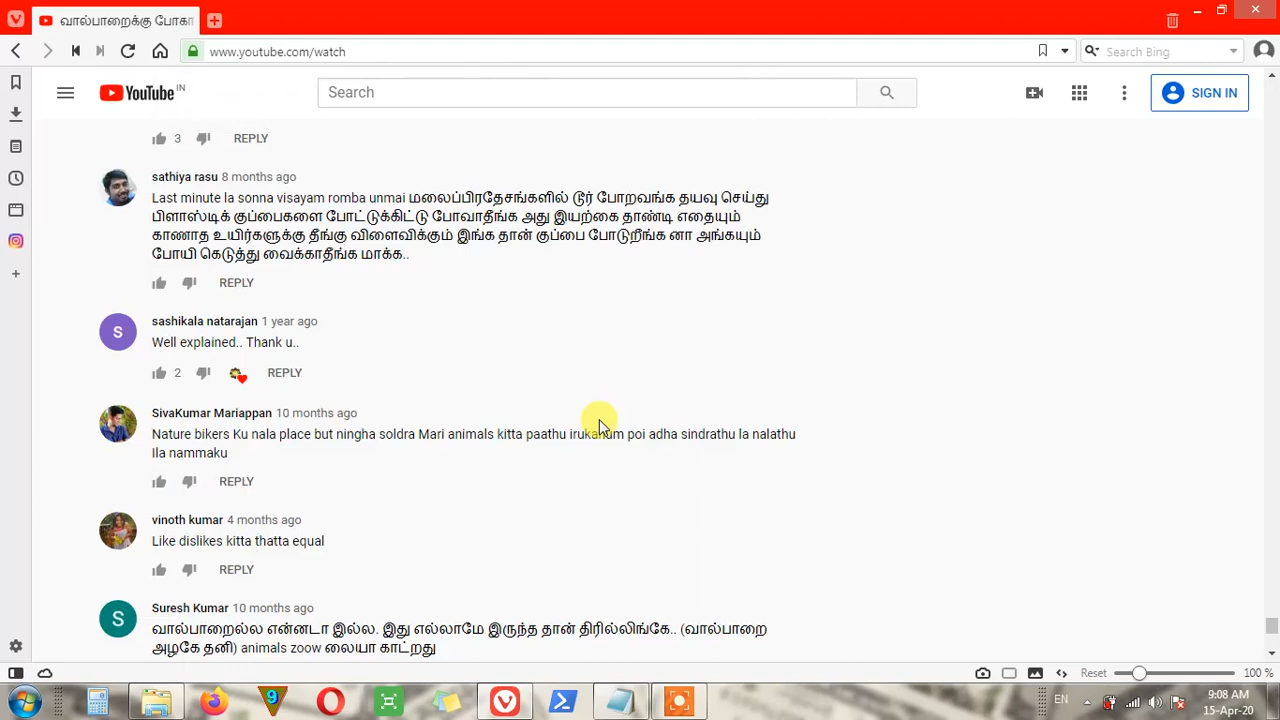 வால்பாறைக்கு போகா
www.youtube.com/watch
Search Bing
YouTube IN
Search
SIGN IN
3 REPLY
sathiya rasu 8 months ago
Last minute la sonna visayam romba unmai மலைப்பிரதேசங்களில் டூர் போறவங்க தயவு செய்து
பிளாஸ்டிக் குப்பைகளை போட்டுக்கிட்டு போவாதீங்க அது இயற்கை தாண்டி எதையும்
காணாத உயிர்களுக்கு தீங்கு விளைவிக்கும் இங்க தான் குப்பை போடுறீங்க னா அங்கயும்
போயி கெடுத்து வைக்காதீங்க மாக்க..
REPLY
S
sashikala natarajan 1 year ago
Well explained.. Thank u..
2 REPLY
SivaKumar Mariappan 10 months ago
Nature bikers Ku nala place but ningha soldra Mari animals kitta paathu irukanum poi adha sindrathu la nalathu
Ila nammaku
REPLY
vinoth kumar 4 months ago
Like dislikes kitta thatta equal
REPLY
S
Suresh Kumar 10 months ago
வால்பாறைல்ல என்னடா இல்ல. இது எல்லாமே இருந்த தான் திரில்லிங்கே.. (வால்பாறை
அழகே தனி) animals zoow லையா காட்றது
Reset 100 %
9
EN
9:08 AM
15-Apr-20